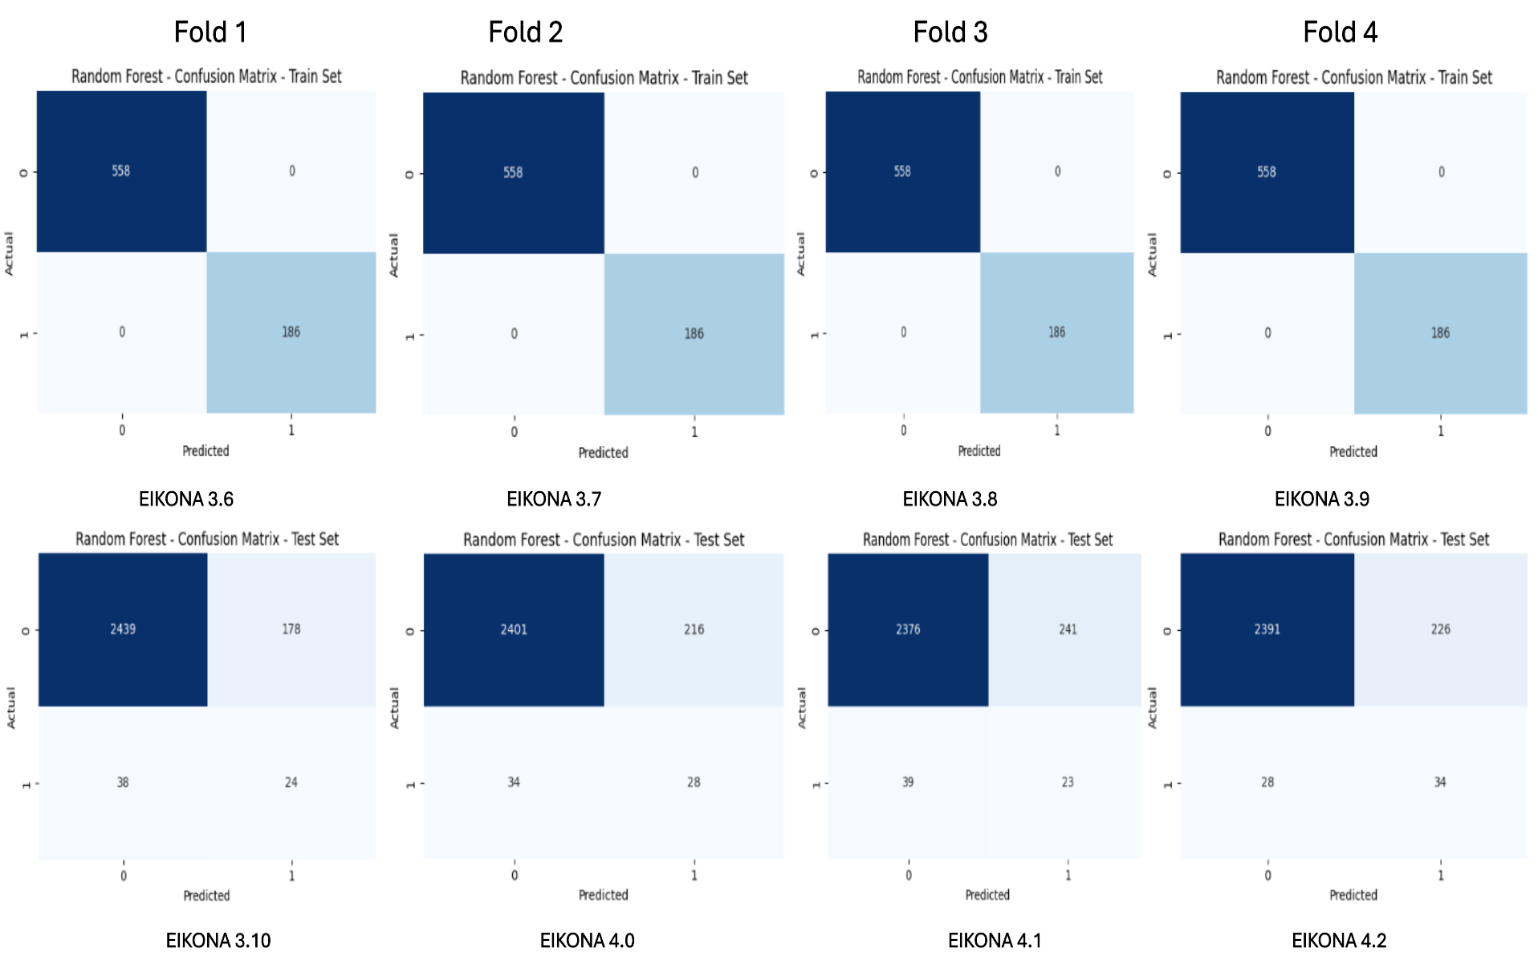 Fold 1
Fold 2
Fold 3
Fold 4
Random Forest - Confusion Matrix - Train Set
558
0
0
186
0
1
Actual
0
1
Predicted
Random Forest - Confusion Matrix - Train Set
558
0
0
186
0
1
Actual
0
1
Predicted
Random Forest - Confusion Matrix - Train Set
558
0
0
186
0
1
Actual
0
1
Predicted
Random Forest - Confusion Matrix - Train Set
558
0
0
186
0
1
Actual
0
1
Predicted
ΕΙΚΟΝΑ 3.6
ΕΙΚΟΝΑ 3.7
ΕΙΚΟΝΑ 3.8
ΕΙΚΟΝΑ 3.9
Random Forest - Confusion Matrix - Test Set
2439
178
38
24
0
1
Actual
0
1
Predicted
Random Forest - Confusion Matrix - Test Set
2401
216
34
28
0
1
Actual
0
1
Predicted
Random Forest - Confusion Matrix - Test Set
2376
241
39
23
0
1
Actual
0
1
Predicted
Random Forest - Confusion Matrix - Test Set
2391
226
28
34
0
1
Actual
0
1
Predicted
ΕΙΚΟΝΑ 3.10
ΕΙΚΟΝΑ 4.0
ΕΙΚΟΝΑ 4.1
ΕΙΚΟΝΑ 4.2